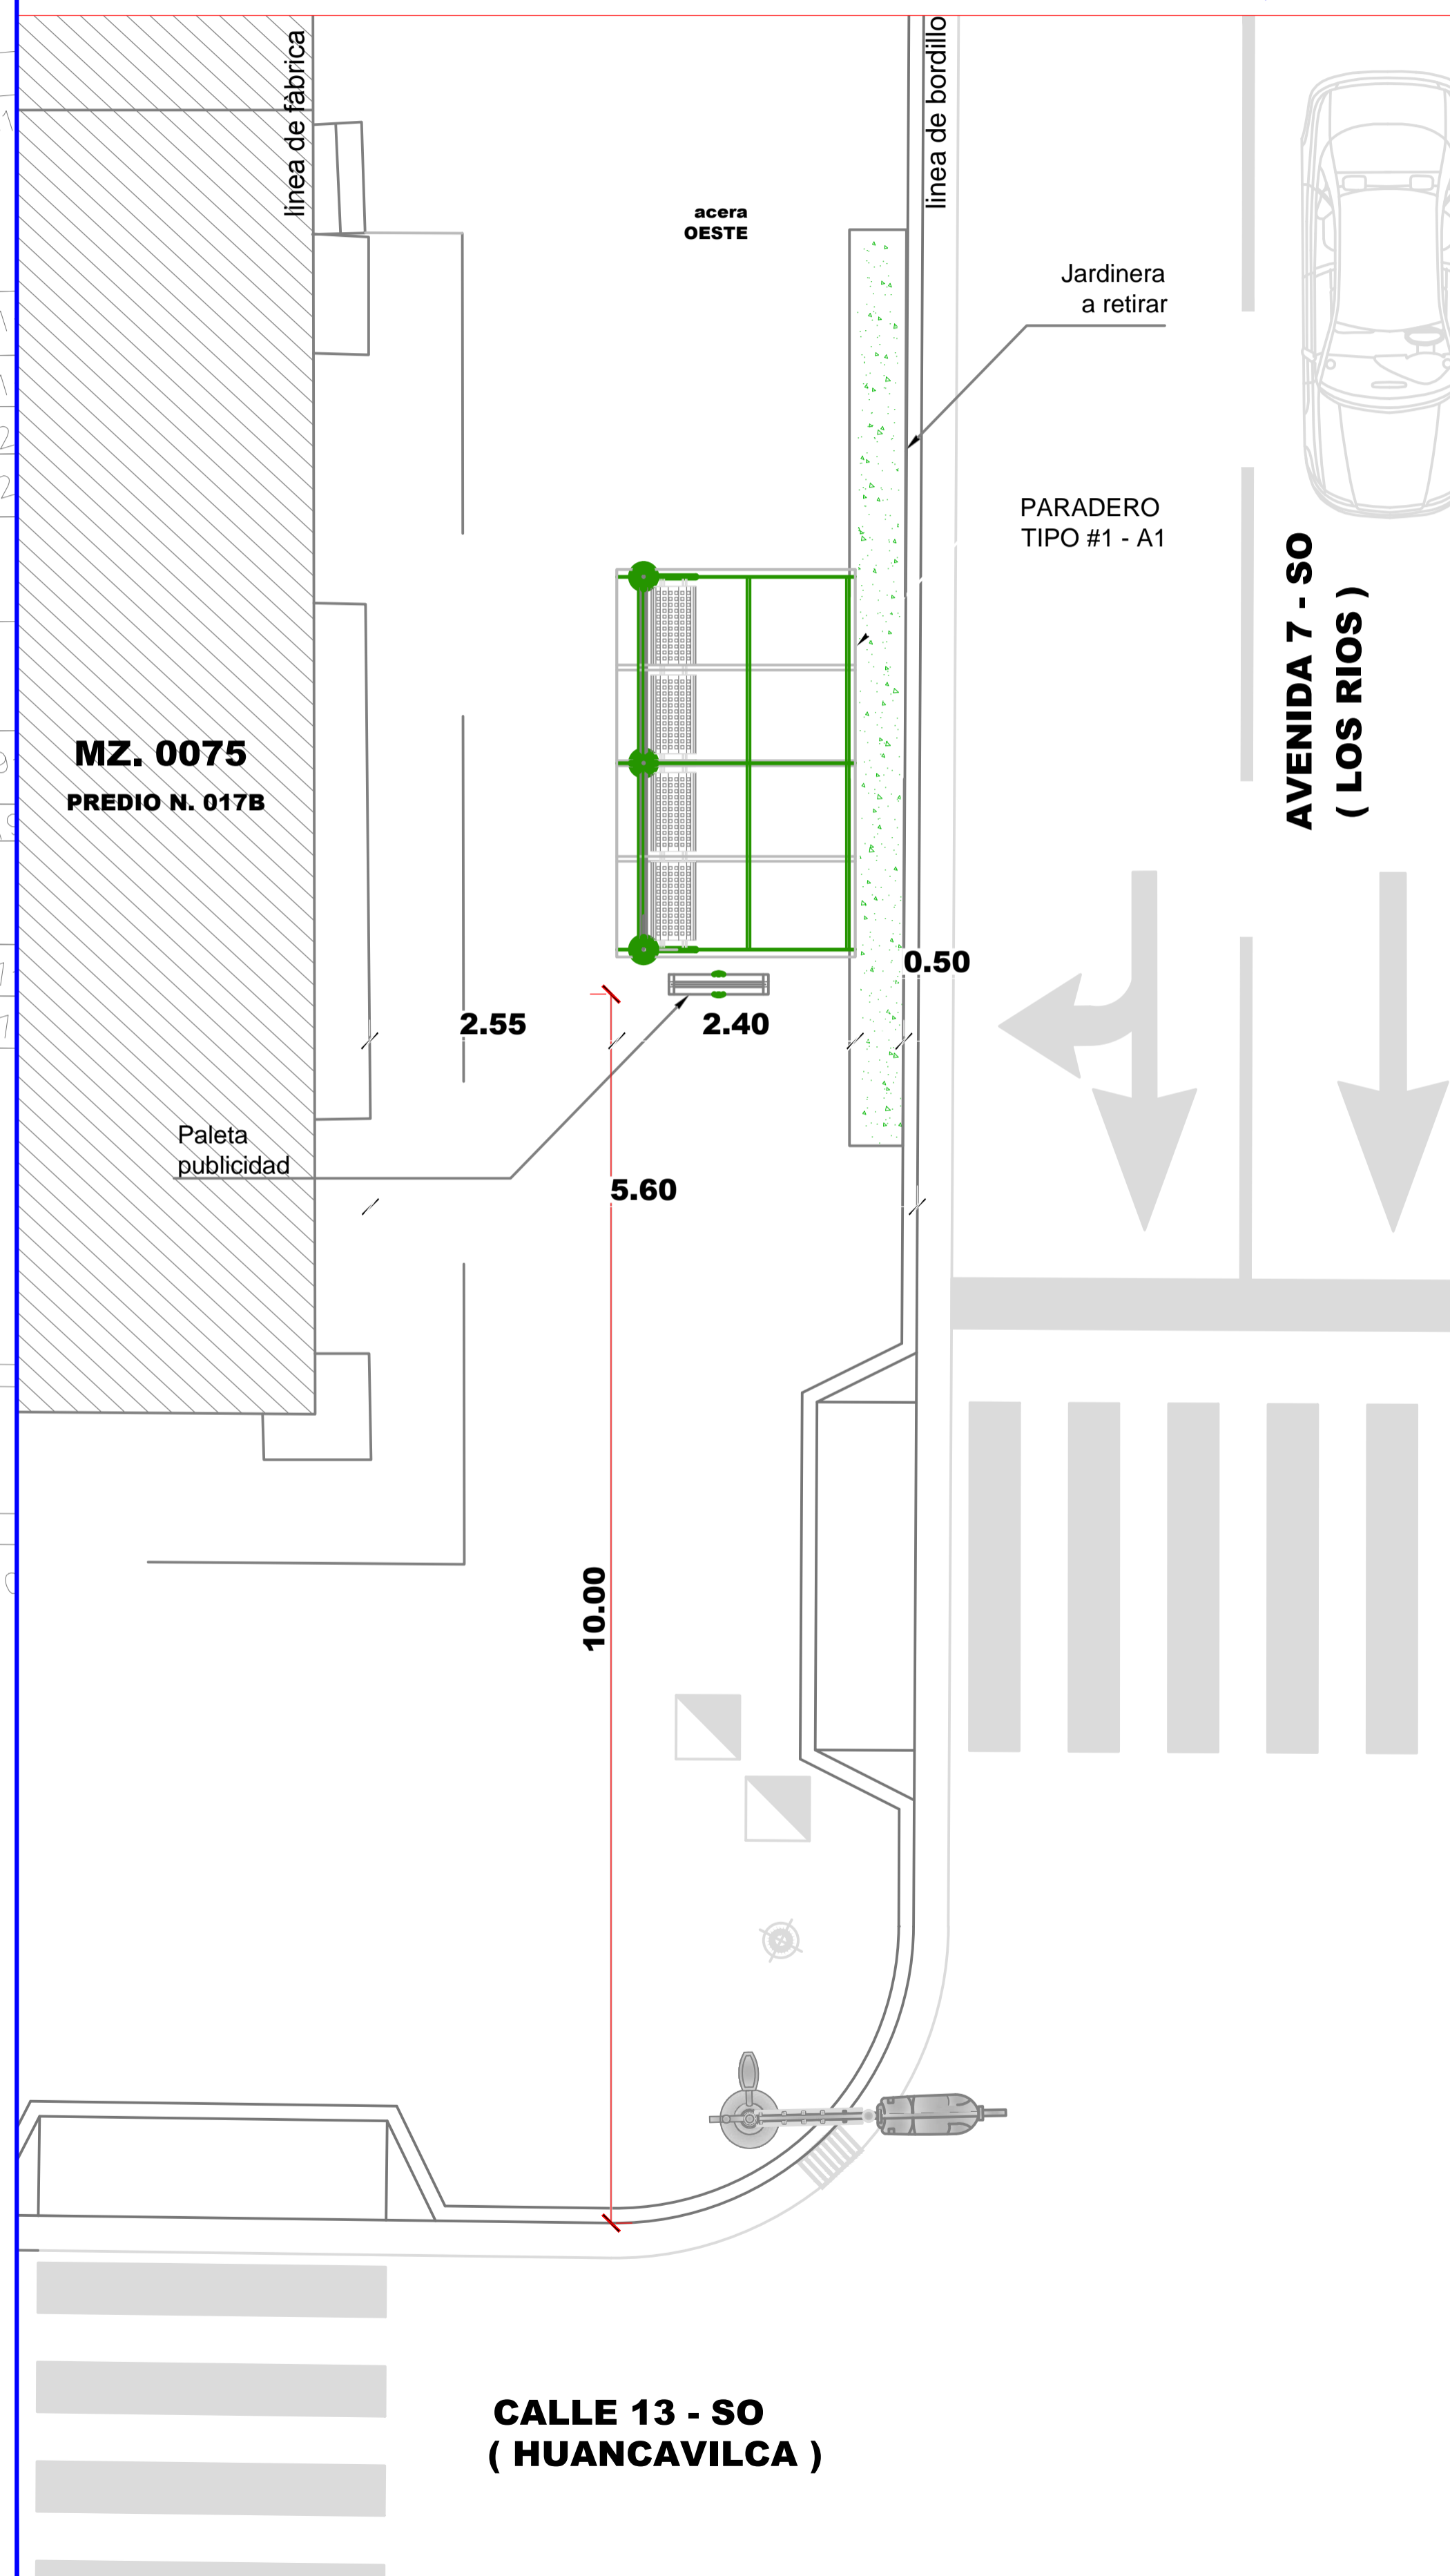 linea de fàbrica
linea de bordillo
acera
OESTE
Jardinera
a retirar
PARADERO
TIPO #1 - A1
AVENIDA 7 - SO
( LOS RIOS )
MZ. 0075
PREDIO N. 017B
0.50
2.55
2.40
Paleta
publicidad
5.60
10.00
CALLE 13 - SO
( HUANCAVILCA )